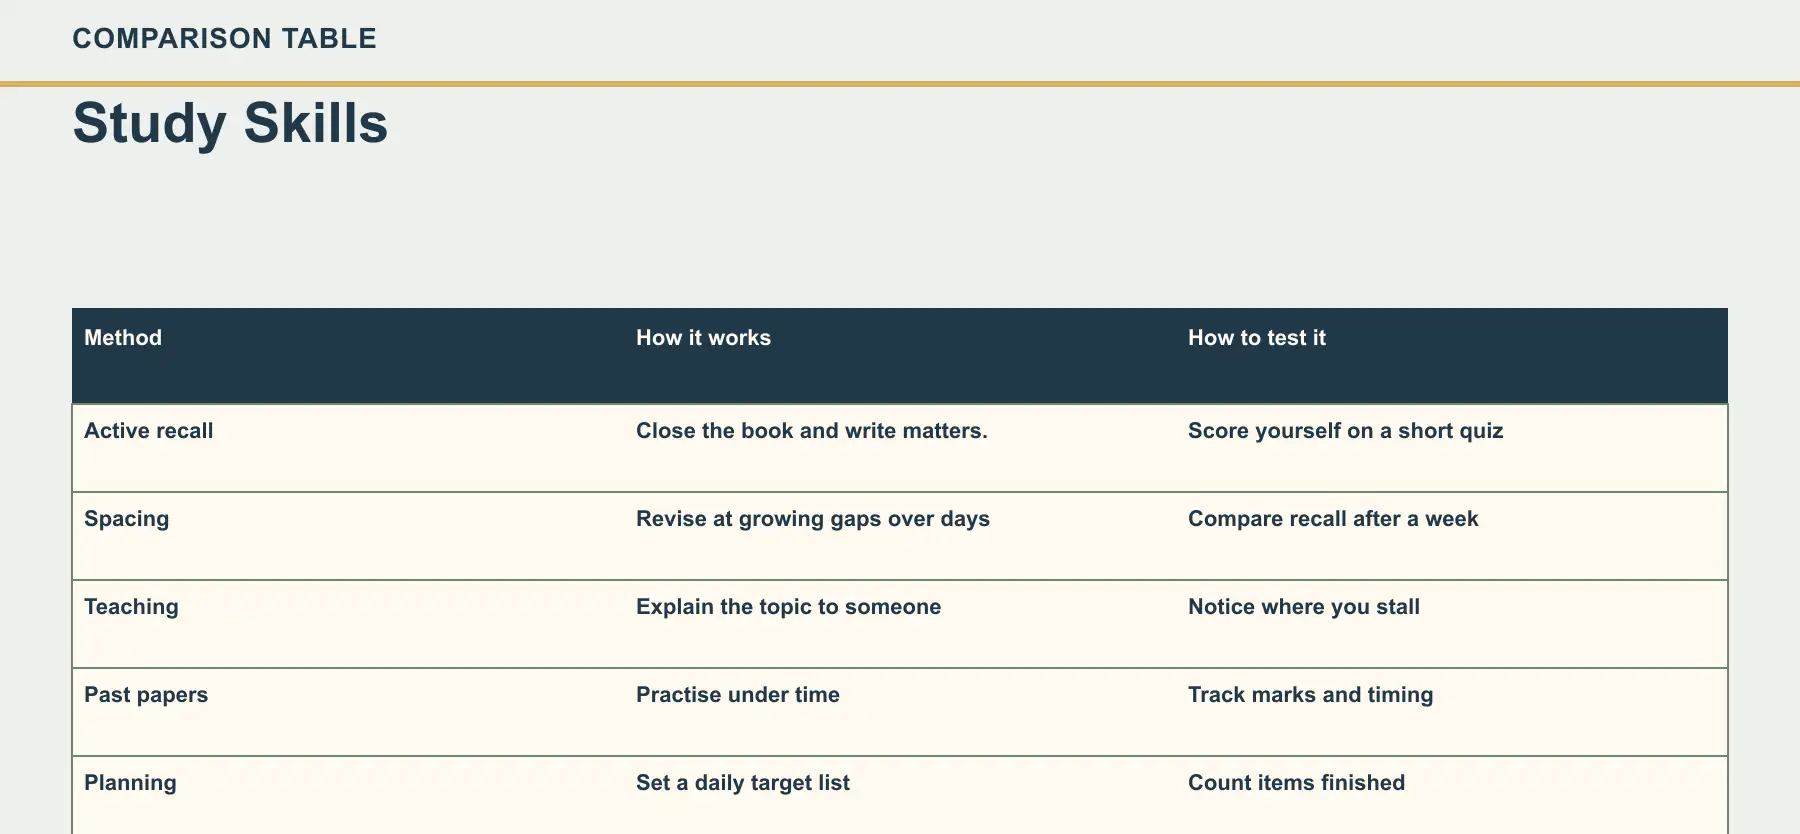 COMPARISON TABLE
Study Skills
Method How it works How to test it
Active recall Close the book and write matters. Score yourself on a short quiz
Spacing Revise at growing gaps over days Compare recall after a week
Teaching Explain the topic to someone Notice where you stall
Past papers Practise under time Track marks and timing
Planning Set a daily target list Count items finished